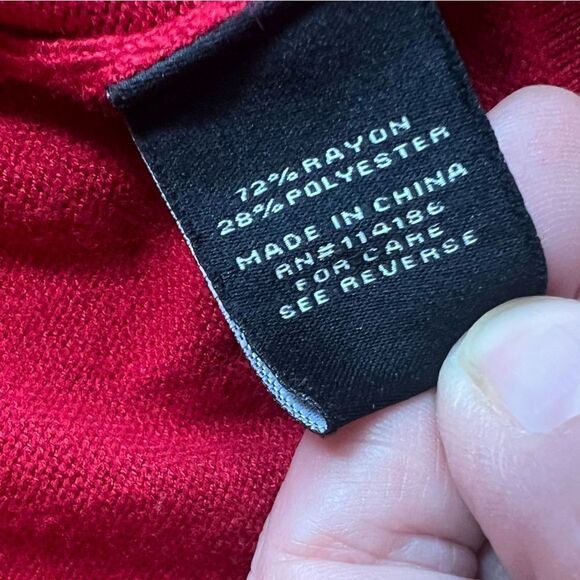 72% RAYON
28% POLYESTER
MADE IN CHINA
RN#114186
FOR CARE
SEE REVERSE